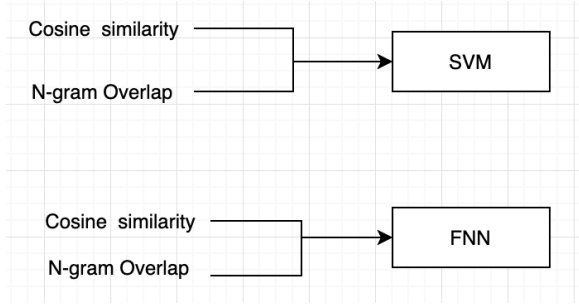 Cosine similarity
N-gram Overlap
SVM
Cosine similarity
N-gram Overlap
FNN